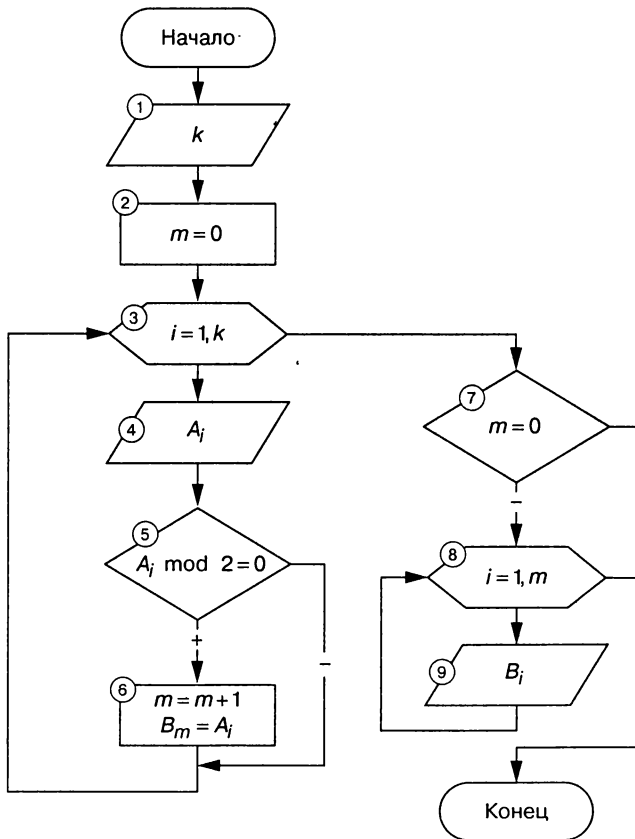 Начало
1
k
2
m = 0
3
i = 1, k
4
A_i
5
A_i mod 2 = 0
+
–
6
m = m + 1
B_m = A_i
7
m = 0
–
8
i = 1, m
9
B_i
Конец